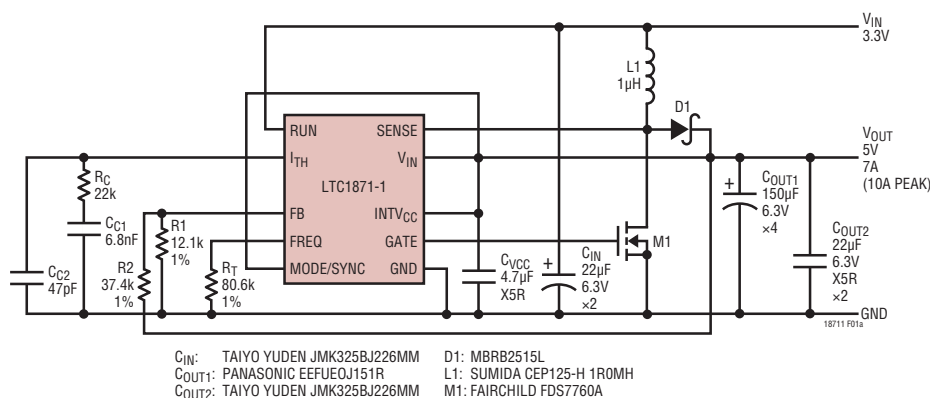 VIN
3.3V
L1
1µH
D1
RUN
SENSE
VOUT
5V
7A
(10A PEAK)
ITH
VIN
RC
22k
LTC1871-1
COUT1
150µF
6.3V
×4
CC1
6.8nF
R1
12.1k
1%
FB
INTVCC
FREQ
GATE
M1
COUT2
22µF
6.3V
X5R
×2
CC2
47pF
R2
37.4k
1%
RT
80.6k
1%
MODE/SYNC
GND
CVCC
4.7µF
X5R
CIN
22µF
6.3V
×2
GND
18711 F01a
CIN: TAIYO YUDEN JMK325BJ226MM
COUT1: PANASONIC EEFUEOJ151R
COUT2: TAIYO YUDEN JMK325BJ226MM
D1: MBRB2515L
L1: SUMIDA CEP125-H 1R0MH
M1: FAIRCHILD FDS7760A